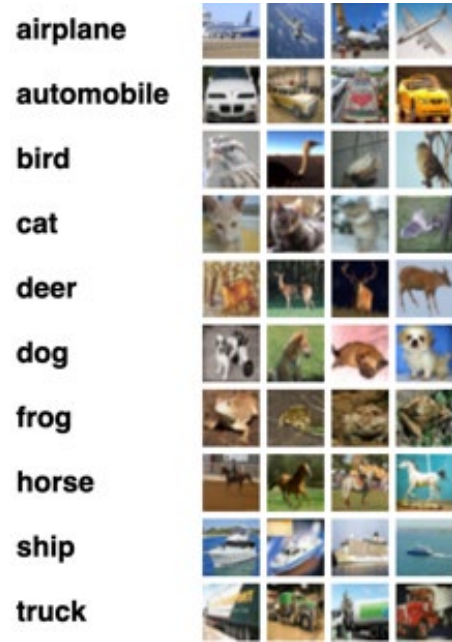 airplane
automobile
bird
cat
deer
dog
frog
horse
ship
truck